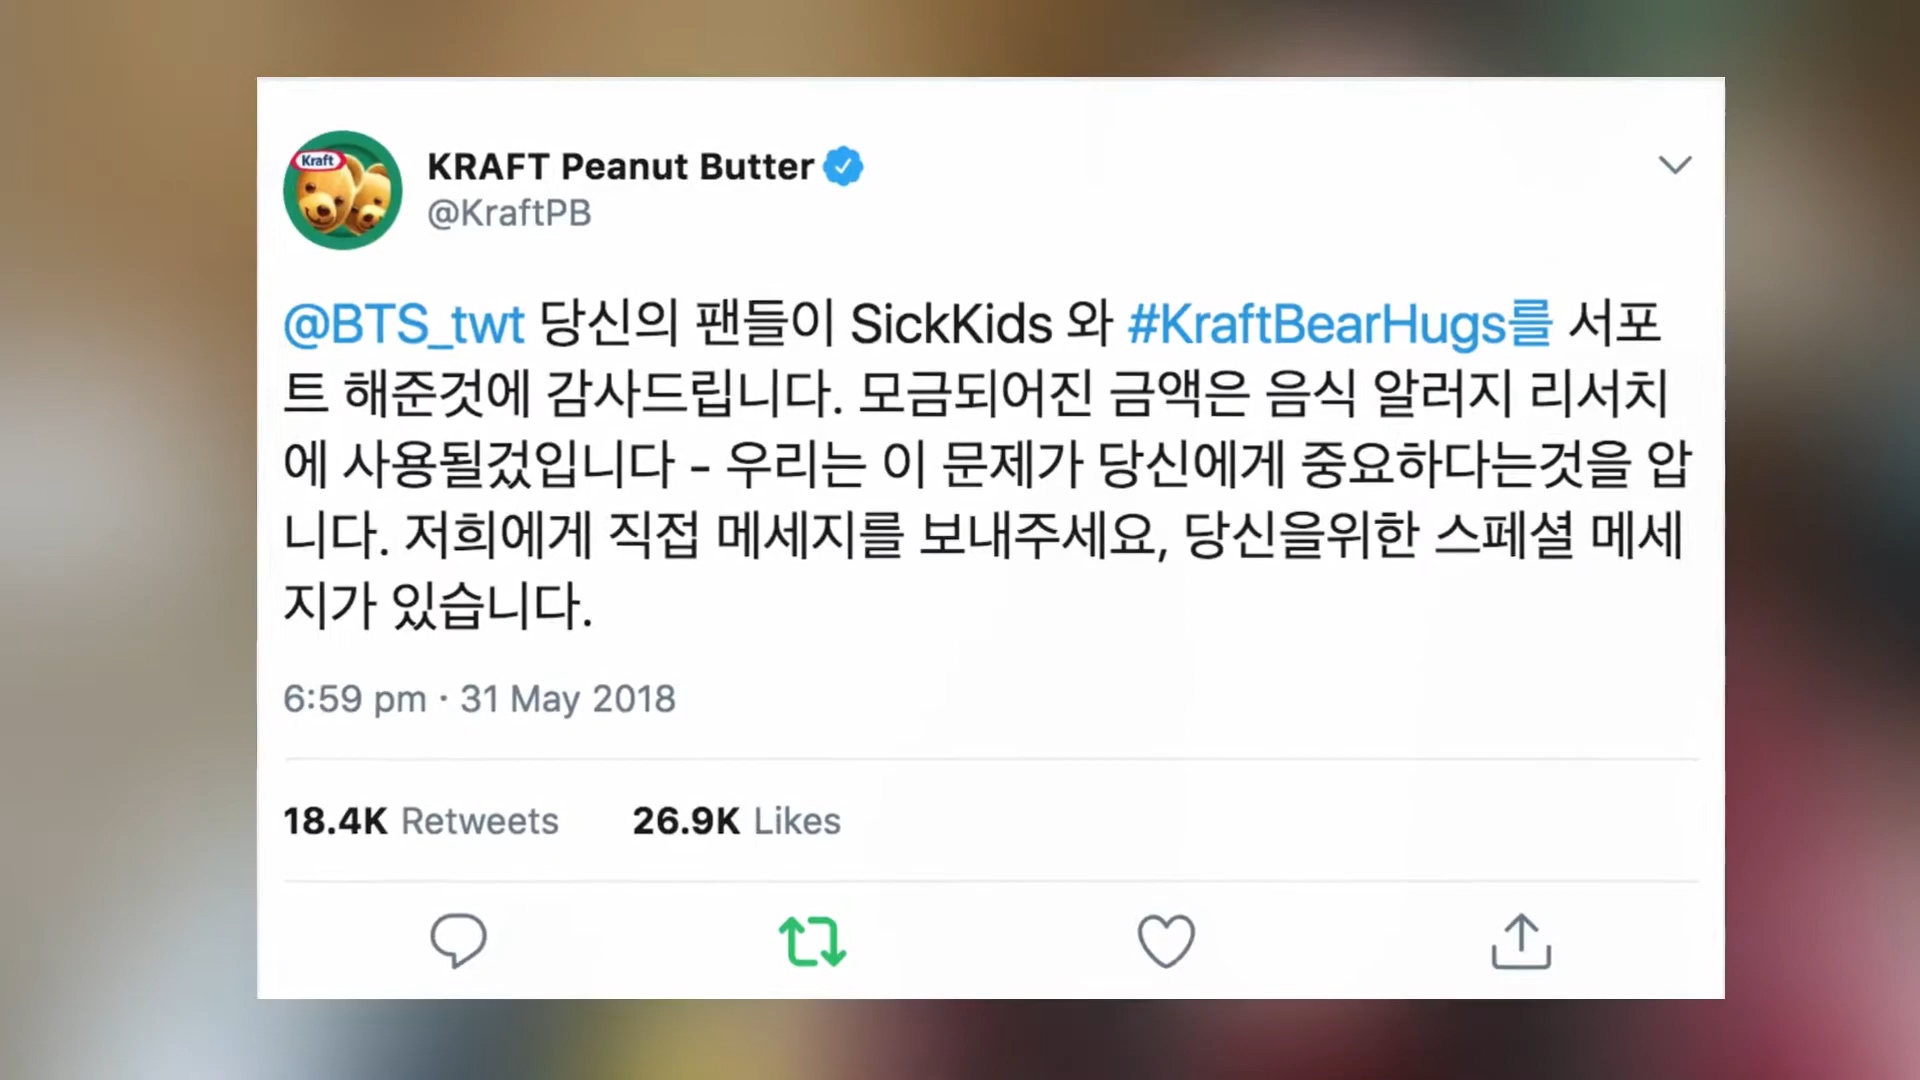 Kraft
KRAFT Peanut Butter
@KraftPB
@BTS_twt 당신의 팬들이 SickKids 와 #KraftBearHugs를 서포
트 해준것에 감사드립니다. 모금되어진 금액은 음식 알러지 리서치
에 사용될겄입니다 - 우리는 이 문제가 당신에게 중요하다는것을 압
니다. 저희에게 직접 메세지를 보내주세요, 당신을위한 스페셜 메세
지가 있습니다.
6:59 pm · 31 May 2018
18.4K Retweets 26.9K Likes